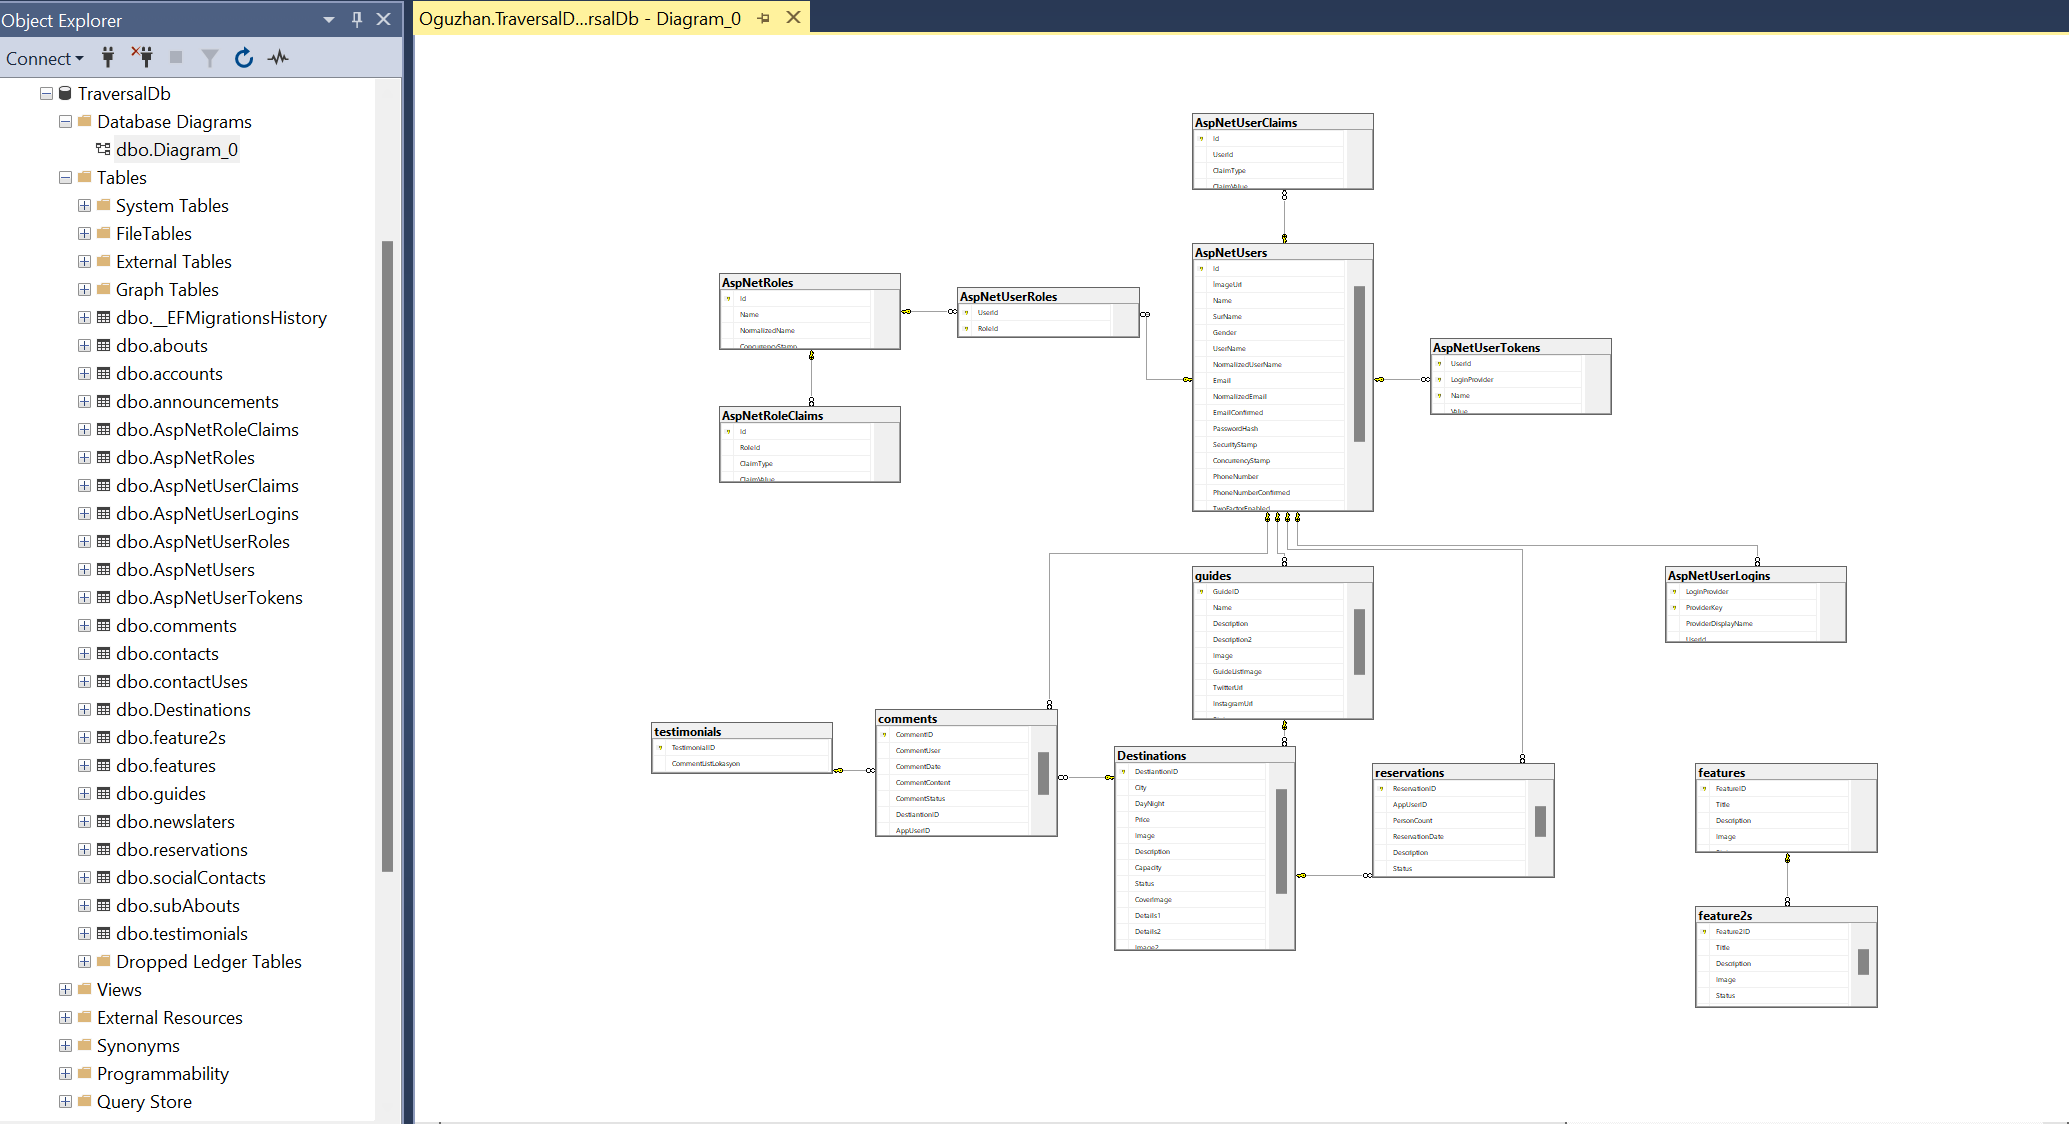 Object Explorer
Connect
TraversalDb
Database Diagrams
dbo.Diagram_0
Tables
System Tables
FileTables
External Tables
Graph Tables
dbo.__EFMigrationsHistory
dbo.abouts
dbo.accounts
dbo.announcements
dbo.AspNetRoleClaims
dbo.AspNetRoles
dbo.AspNetUserClaims
dbo.AspNetUserLogins
dbo.AspNetUserRoles
dbo.AspNetUsers
dbo.AspNetUserTokens
dbo.comments
dbo.contacts
dbo.contactUses
dbo.Destinations
dbo.feature2s
dbo.features
dbo.guides
dbo.newslaters
dbo.reservations
dbo.socialContacts
dbo.subAbouts
dbo.testimonials
Dropped Ledger Tables
Views
External Resources
Synonyms
Programmability
Query Store
Oguzhan.TraversalD...rsalDb - Diagram_0
AspNetUserClaims
Id
UserId
ClaimType
ClaimValue
AspNetUsers
Id
ImageUrl
Name
SurName
Gender
UserName
NormalizedUserName
Email
NormalizedEmail
EmailConfirmed
PasswordHash
SecurityStamp
ConcurrencyStamp
PhoneNumber
PhoneNumberConfirmed
TwoFactorEnabled
AspNetRoles
Id
Name
NormalizedName
ConcurrencyStamp
AspNetUserRoles
UserId
RoleId
AspNetUserTokens
UserId
LoginProvider
Name
Value
AspNetRoleClaims
Id
RoleId
ClaimType
ClaimValue
guides
GuideID
Name
Description
Description2
Image
GuideListImage
TwitterUrl
InstagramUrl
AspNetUserLogins
LoginProvider
ProviderKey
ProviderDisplayName
UserId
testimonials
TestimonialID
CommentListLokasyon
comments
CommentID
CommentUser
CommentDate
CommentContent
CommentStatus
DestiantionID
AppUserID
Destinations
DestiantionID
City
DayNight
Price
Image
Description
Capacity
Status
CoverImage
Details1
Details2
Image2
reservations
ReservationID
AppUserID
PersonCount
ReservationDate
Description
Status
features
FeatureID
Title
Description
Image
feature2s
Feature2ID
Title
Description
Image
Status